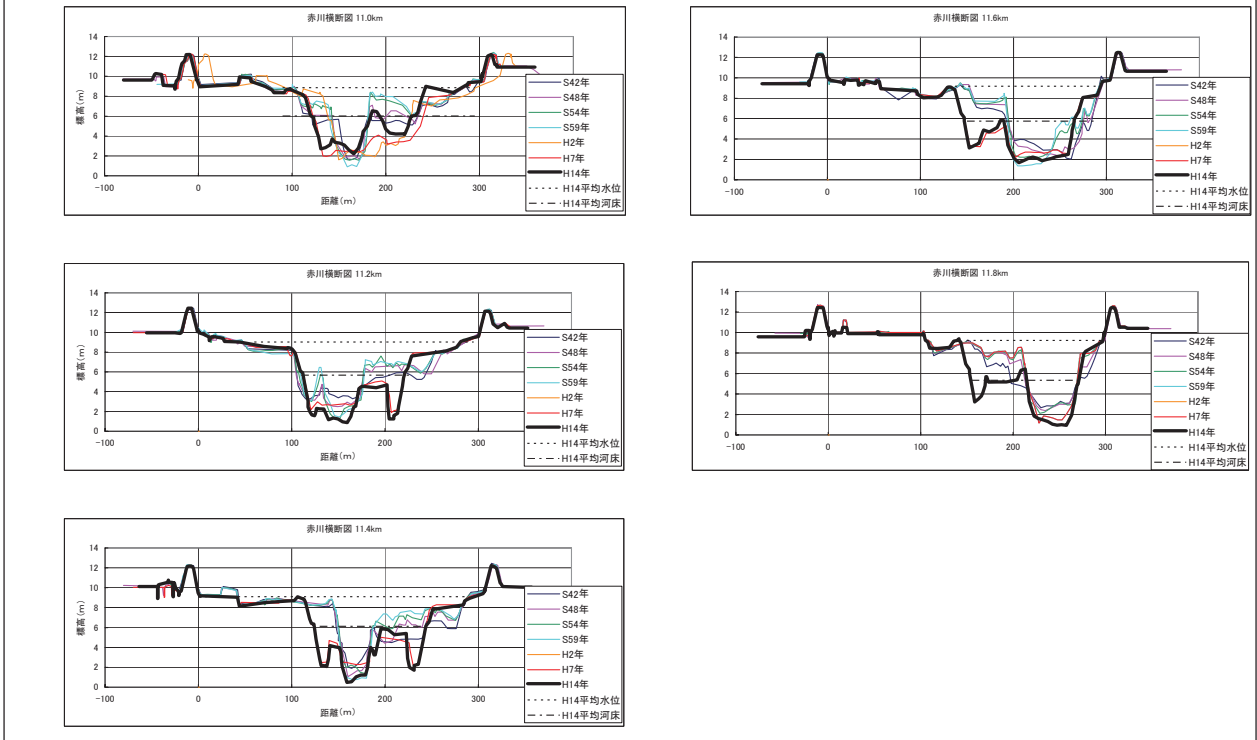 赤川横断図 11.0km
14
12
10
8
6
4
2
0
標高(m)
-100
0
100
200
300
距離(m)
S42年
S48年
S54年
S59年
H2年
H7年
H14年
H14平均水位
H14平均河床
赤川横断図 11.6km
14
12
10
8
6
4
2
0
標高(m)
-100
0
100
200
300
S42年
S48年
S54年
S59年
H2年
H7年
H14年
H14平均水位
H14平均河床
赤川横断図 11.2km
14
12
10
8
6
4
2
0
標高(m)
-100
0
100
200
300
距離(m)
S42年
S48年
S54年
S59年
H2年
H7年
H14年
H14平均水位
H14平均河床
赤川横断図 11.8km
14
12
10
8
6
4
2
0
標高(m)
-100
0
100
200
300
S42年
S48年
S54年
S59年
H2年
H7年
H14年
H14平均水位
H14平均河床
赤川横断図 11.4km
14
12
10
8
6
4
2
0
標高(m)
-100
0
100
200
300
距離(m)
S42年
S48年
S54年
S59年
H2年
H7年
H14年
H14平均水位
H14平均河床